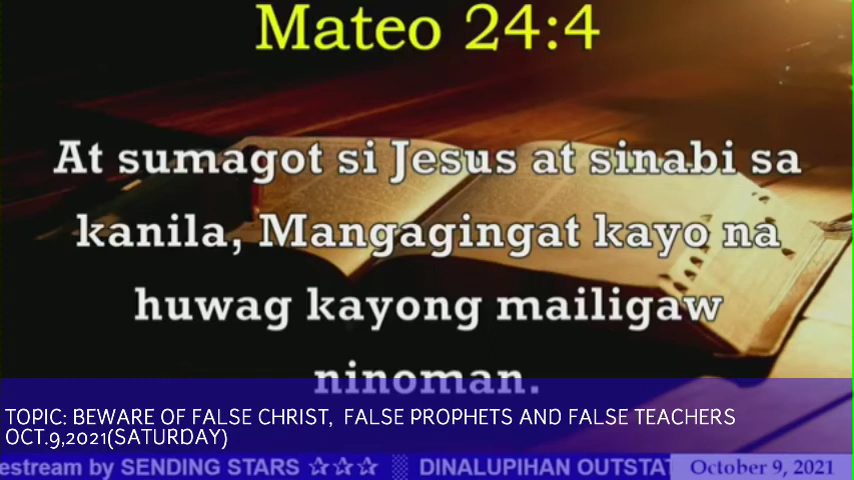 Mateo 24:4
At sumagot si Jesus at sinabi sa
kanila, Mangagingat kayo na
huwag kayong mailigaw
ninoman.
TOPIC: BEWARE OF FALSE CHRIST, FALSE PROPHETS AND FALSE TEACHERS
OCT.9,2021(SATURDAY)
estream by SENDING STARS ☆☆☆ ░ DINALUPIHAN OUTSTAT October 9, 2021